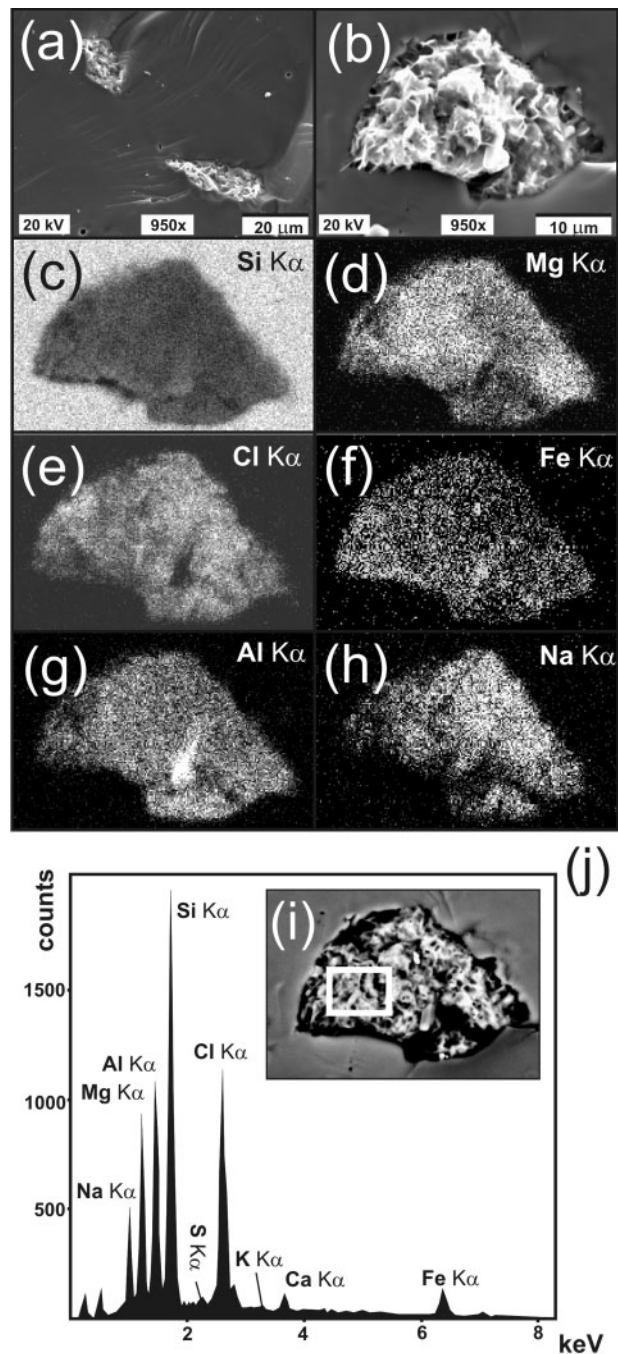 (a)
20 kV 950x 20 μm
(b)
20 kV 950x 10 μm
(c) Si Kα
(d) Mg Kα
(e) Cl Kα
(f) Fe Kα
(g) Al Kα
(h) Na Kα
(j)
counts
1500
1000
500
Si Kα
Al Kα
Mg Kα
Na Kα
S Kα
Cl Kα
K Kα
Ca Kα
Fe Kα
(i)
2 4 6 8
keV